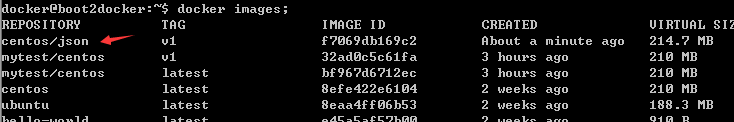 docker@boot2docker:~$ docker images;
REPOSITORY TAG IMAGE ID CREATED VIRTUAL SIZ
centos/json v1 f7069db169c2 About a minute ago 214.7 MB
mytest/centos v1 32ad0c5c61fa 3 hours ago 210 MB
mytest/centos latest bf967d6712ec 3 hours ago 210 MB
centos latest 8efe422e6104 2 weeks ago 210 MB
ubuntu latest 8eaa4ff06b53 2 weeks ago 188.3 MB
hello-world latest e45a5af57b00 2 weeks ago 910 B